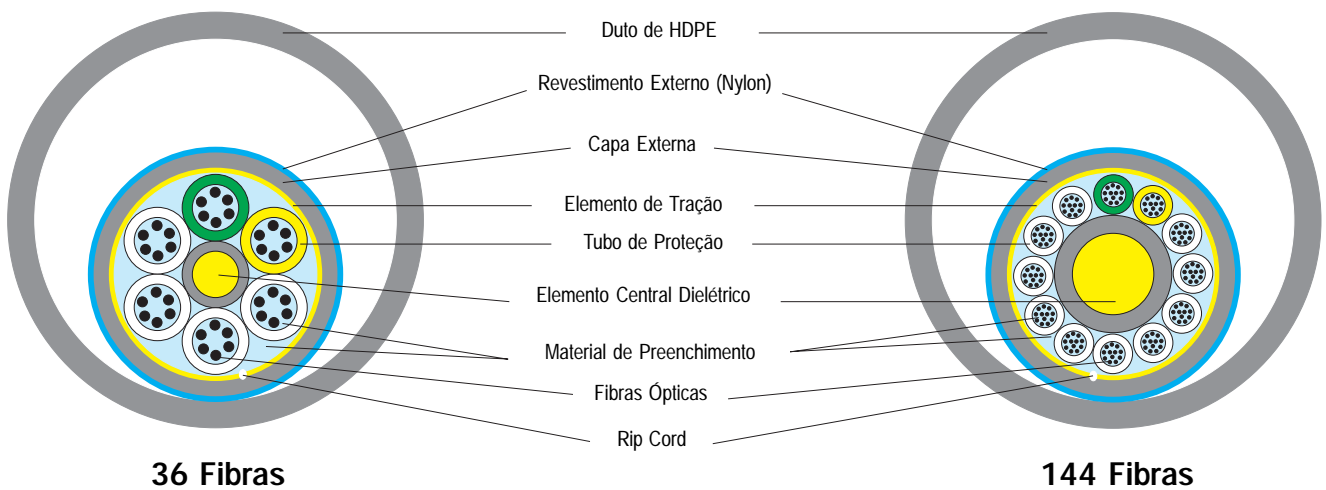 Duto de HDPE
Revestimento Externo (Nylon)
Capa Externa
Elemento de Tração
Tubo de Proteção
Elemento Central Dielétrico
Material de Preenchimento
Fibras Ópticas
Rip Cord
36 Fibras
144 Fibras